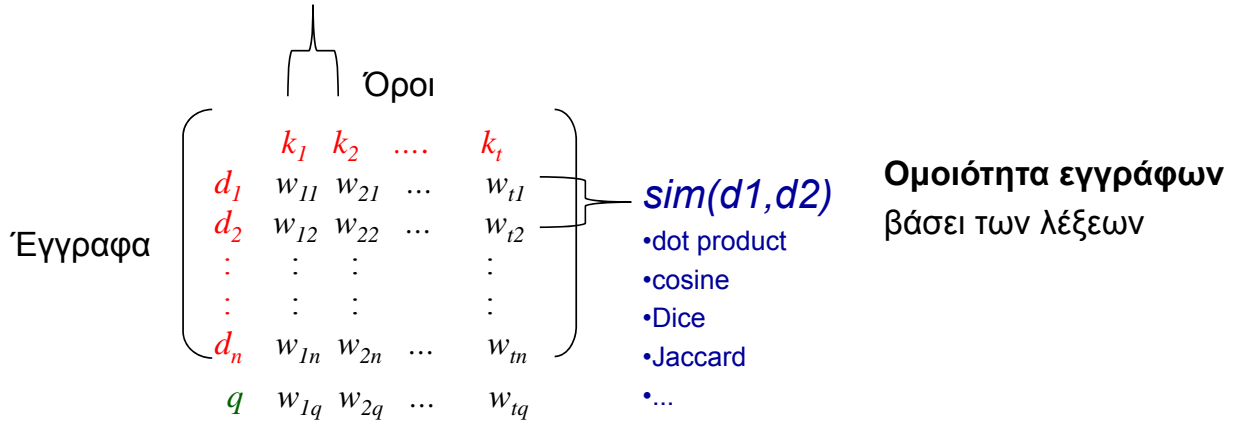 Όροι
k1 k2 .... kt
d1 w11 w21 ... wt1
d2 w12 w22 ... wt2
Έγγραφα
: : : :
: : : :
dn w1n w2n ... wtn
q w1q w2q ... wtq
sim(d1,d2)
•dot product
•cosine
•Dice
•Jaccard
•...
Ομοιότητα εγγράφων
βάσει των λέξεων